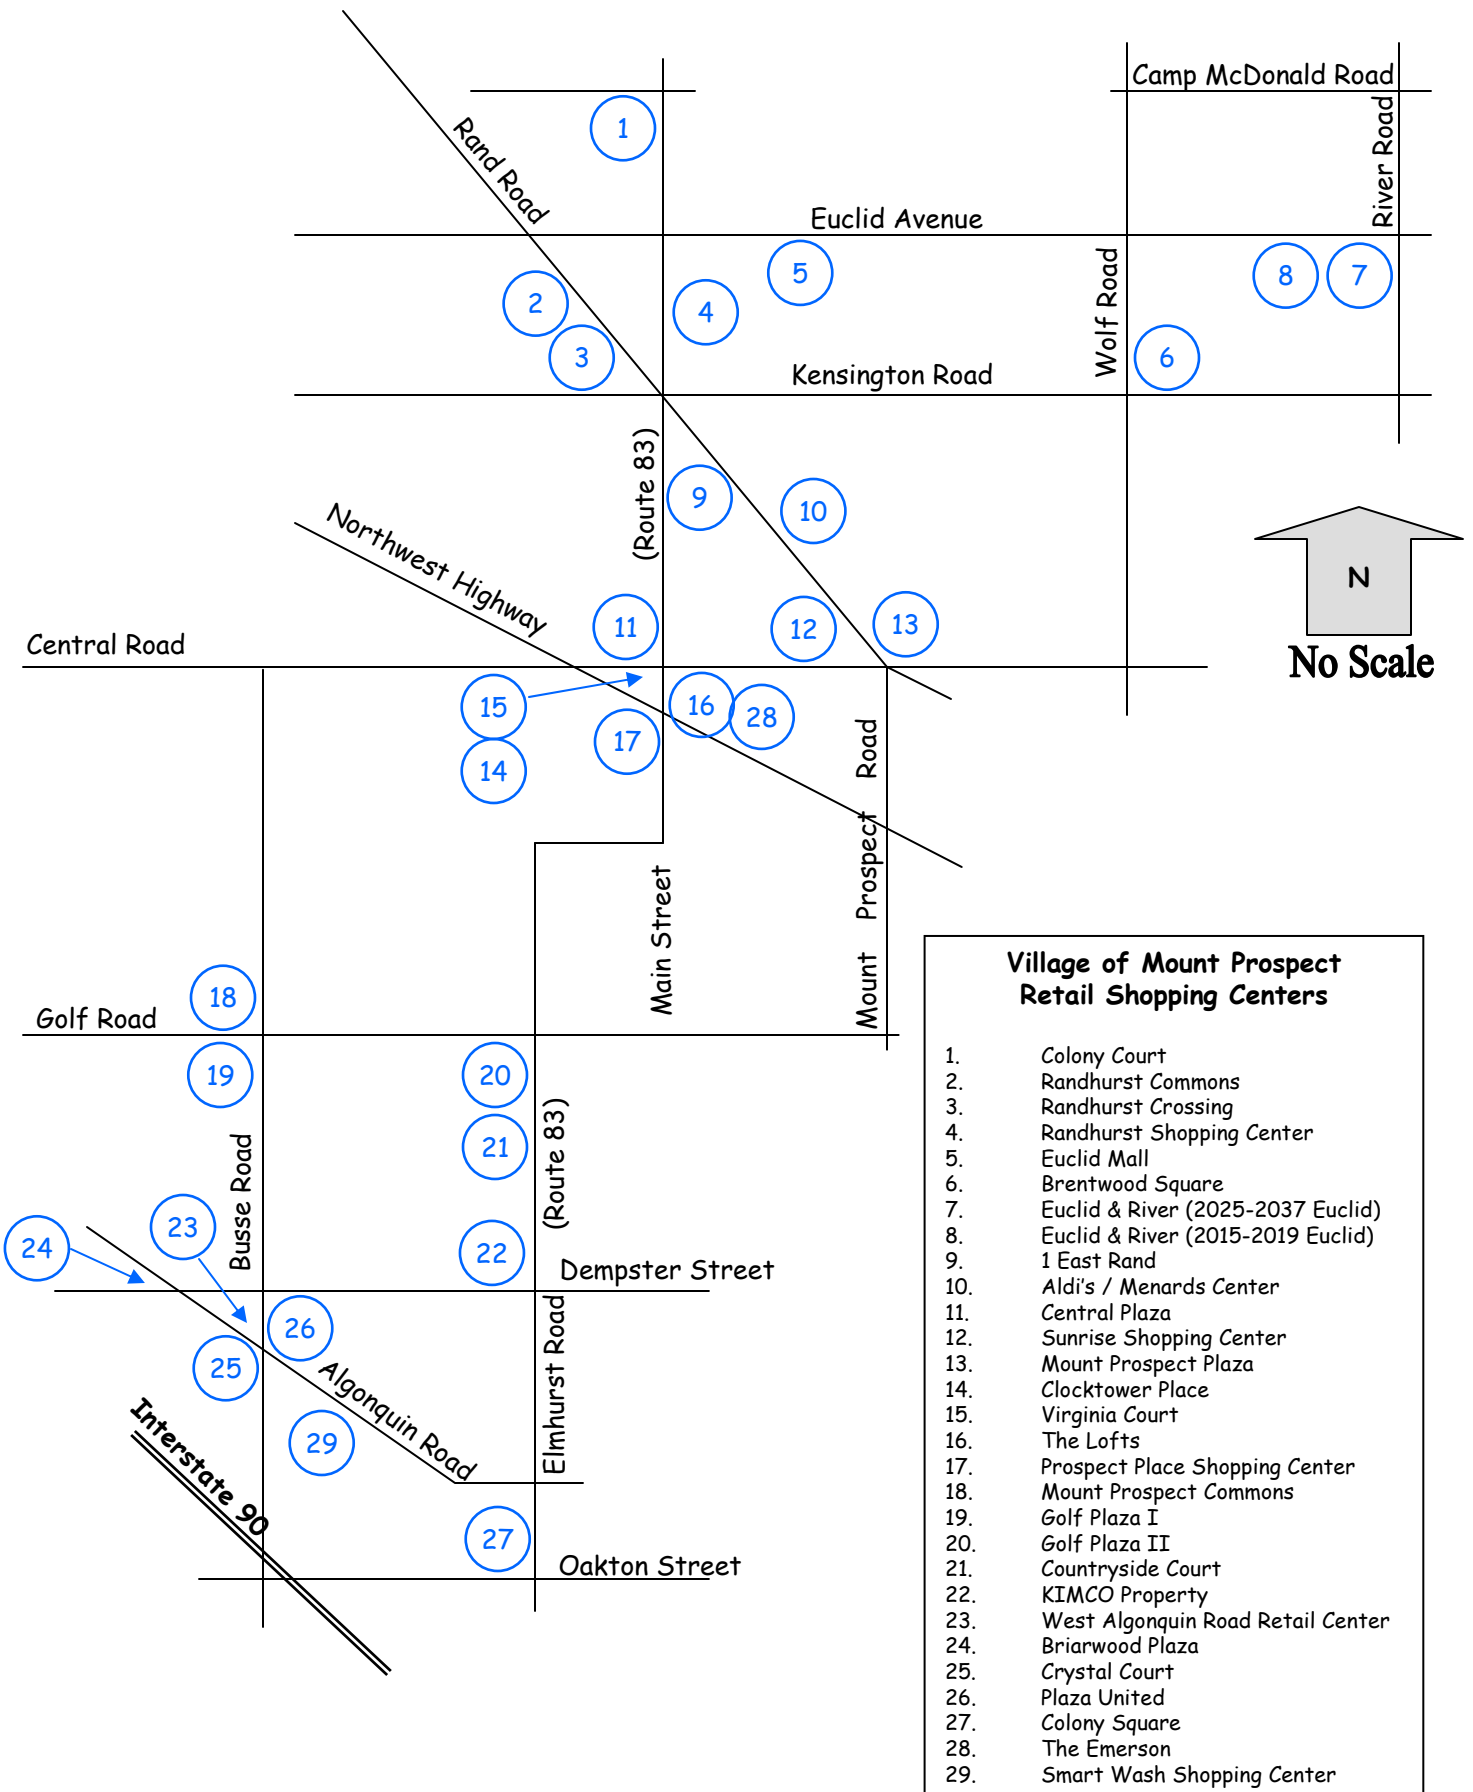 Camp McDonald Road
1
Rand Road
River Road
Euclid Avenue
5
8
7
2
4
Wolf Road
3
6
Kensington Road
(Route 83)
9
10
Northwest Highway
N
No Scale
11
12
13
Central Road
15
16
28
17
14
Mount Prospect Road
Main Street
18
Golf Road
19
20
21
(Route 83)
Busse Road
23
24
22
Dempster Street
26
25
Algonquin Road
Elmhurst Road
29
Interstate 90
27
Oakton Street
Village of Mount Prospect
Retail Shopping Centers
1. Colony Court
2. Randhurst Commons
3. Randhurst Crossing
4. Randhurst Shopping Center
5. Euclid Mall
6. Brentwood Square
7. Euclid & River (2025-2037 Euclid)
8. Euclid & River (2015-2019 Euclid)
9. 1 East Rand
10. Aldi's / Menards Center
11. Central Plaza
12. Sunrise Shopping Center
13. Mount Prospect Plaza
14. Clocktower Place
15. Virginia Court
16. The Lofts
17. Prospect Place Shopping Center
18. Mount Prospect Commons
19. Golf Plaza I
20. Golf Plaza II
21. Countryside Court
22. KIMCO Property
23. West Algonquin Road Retail Center
24. Briarwood Plaza
25. Crystal Court
26. Plaza United
27. Colony Square
28. The Emerson
29. Smart Wash Shopping Center